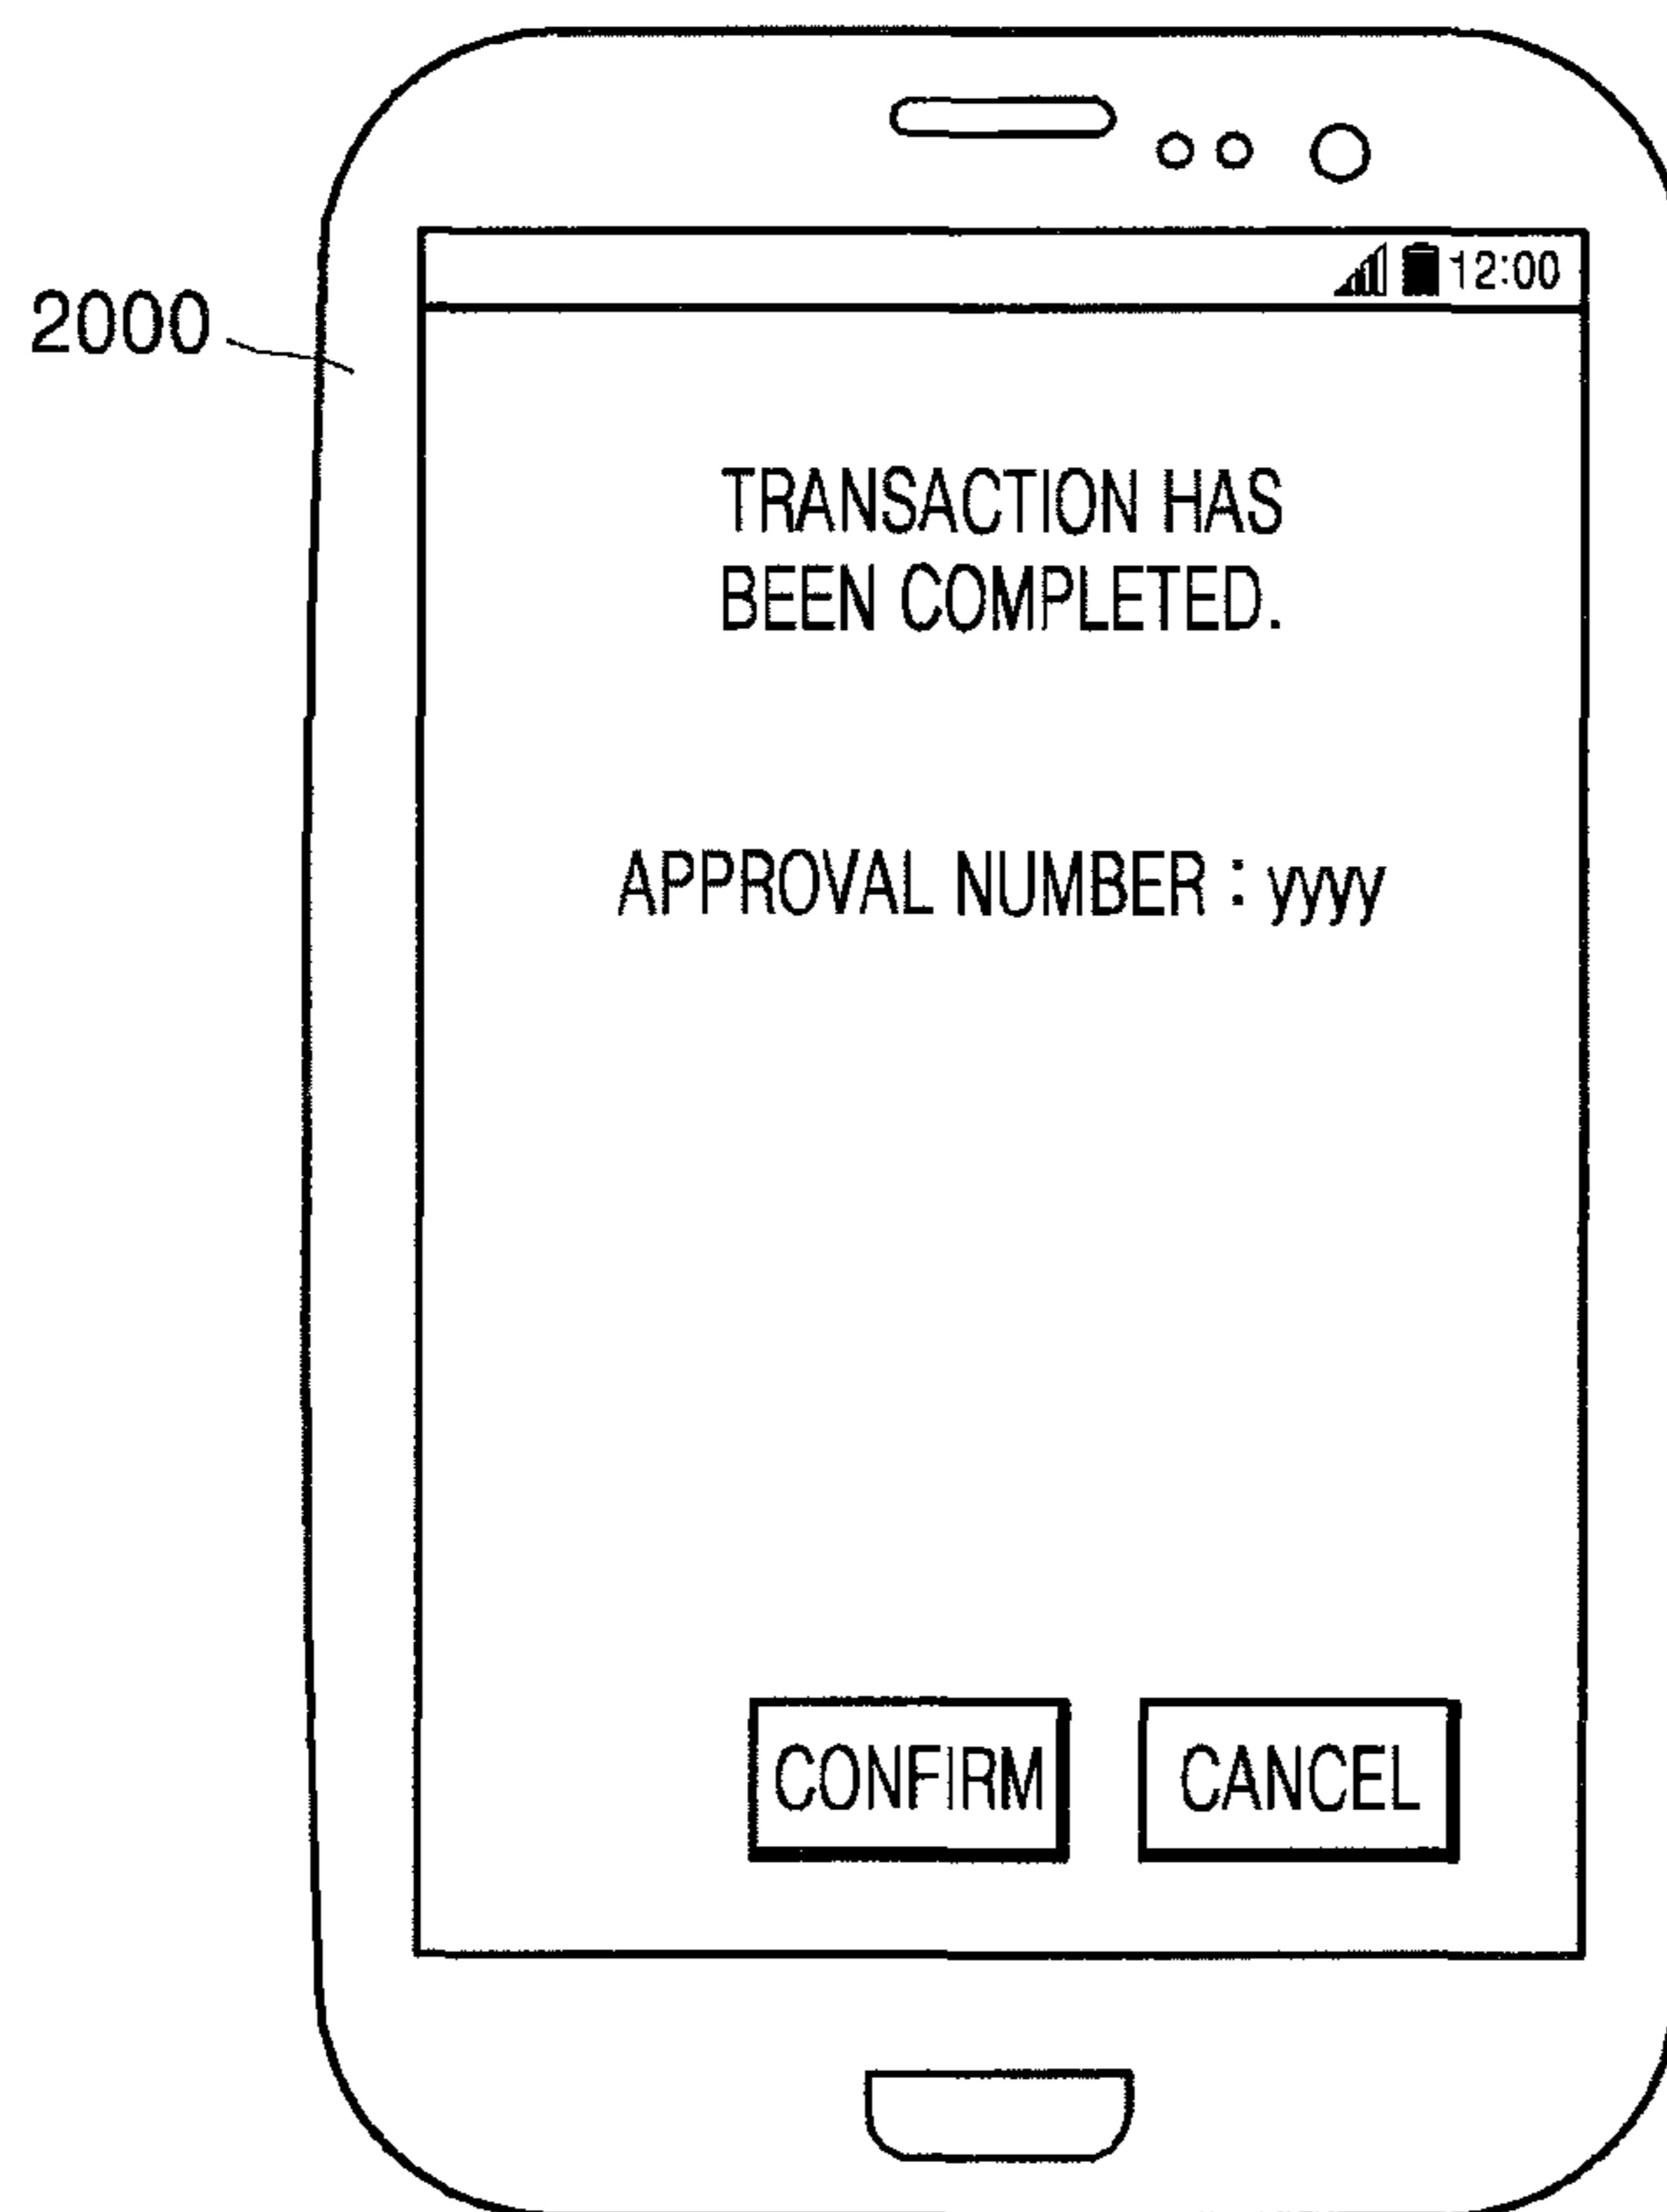 12:00
2000
TRANSACTION HAS
BEEN COMPLETED.
APPROVAL NUMBER : yyyy
CONFIRM CANCEL